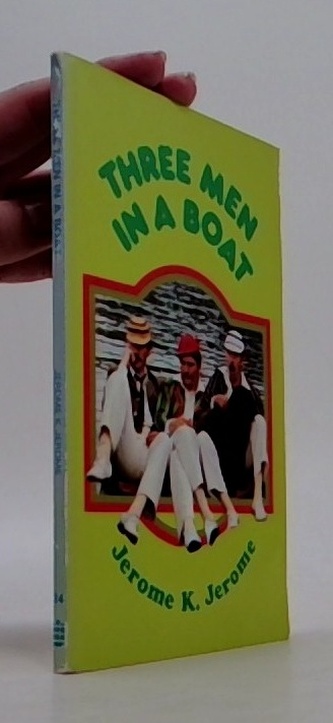 THREE MEN
IN A BOAT
Jerome K. Jerome
THREE MEN IN A BOAT
JEROME K. JEROME